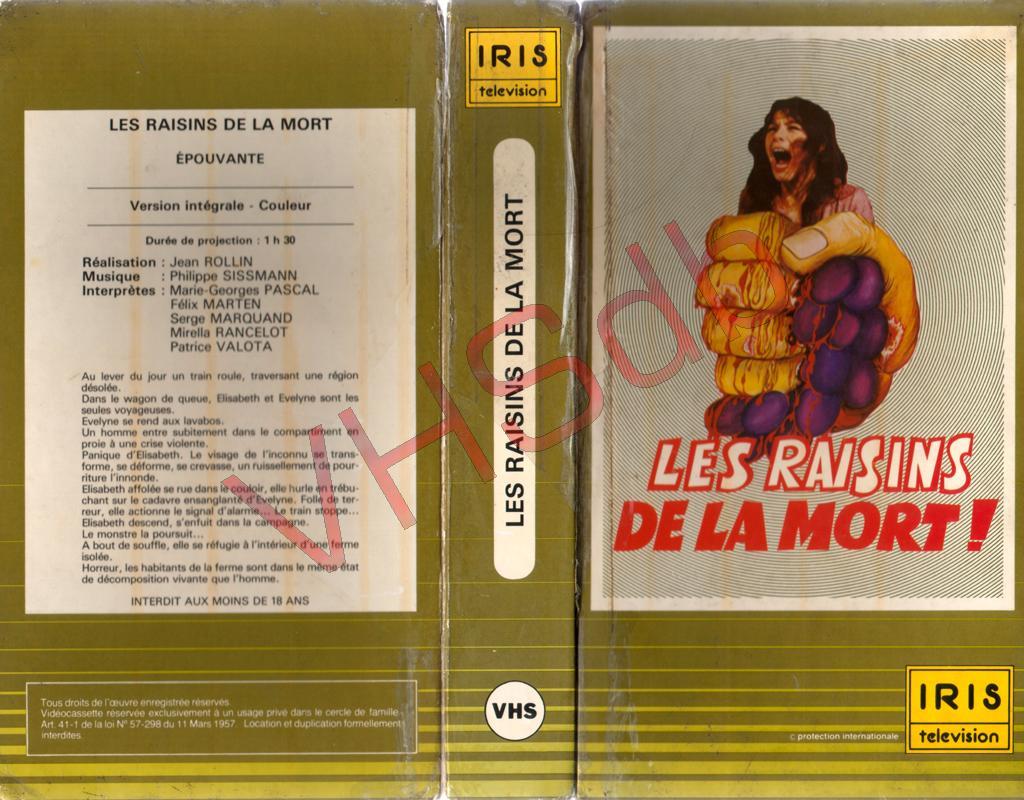 LES RAISINS DE LA MORT
ÉPOUVANTE
Version intégrale - Couleur
Durée de projection : 1 h 30
Réalisation : Jean ROLLIN
Musique : Philippe SISSMANN
Interprètes : Marie-Georges PASCAL
Félix MARTEN
Serge MARQUAND
Mirella RANCELOT
Patrice VALOTA
Au lever du jour un train roule, traversant une région
désolée.
Dans le wagon de queue, Elisabeth et Evelyne sont les
seules voyageuses.
Evelyne se rend aux lavabos.
Un homme entre subitement dans le compartiment en
proie à une crise violente.
Panique d'Elisabeth. Le visage de l'inconnu se trans-
forme, se déforme, se crevasse, un ruissellement de pour-
riture l'innonde.
Elisabeth affolée se rue dans le couloir, elle hurle en trébu-
chant sur le cadavre ensanglanté d'Evelyne. Folle de ter-
reur, elle actionne le signal d'alarme... Le train stoppe...
Elisabeth descend, s'enfuit dans la campagne.
Le monstre la poursuit...
A bout de souffle, elle se réfugie à l'intérieur d'une ferme
isolée.
Horreur, les habitants de la ferme sont dans le même état
de décomposition vivante que l'homme.
INTERDIT AUX MOINS DE 18 ANS
Tous droits de l'œuvre enregistrée réservés.
Vidéocassette réservée exclusivement à un usage privé dans le cercle de famille
Art. 41-1 de la loi N° 57-298 du 11 Mars 1957. Location et duplication formellement
interdites.
IRIS
television
LES RAISINS DE LA MORT
VHS
LES RAISINS
DE LA MORT !
© protection internationale
IRIS
television
VHSdb